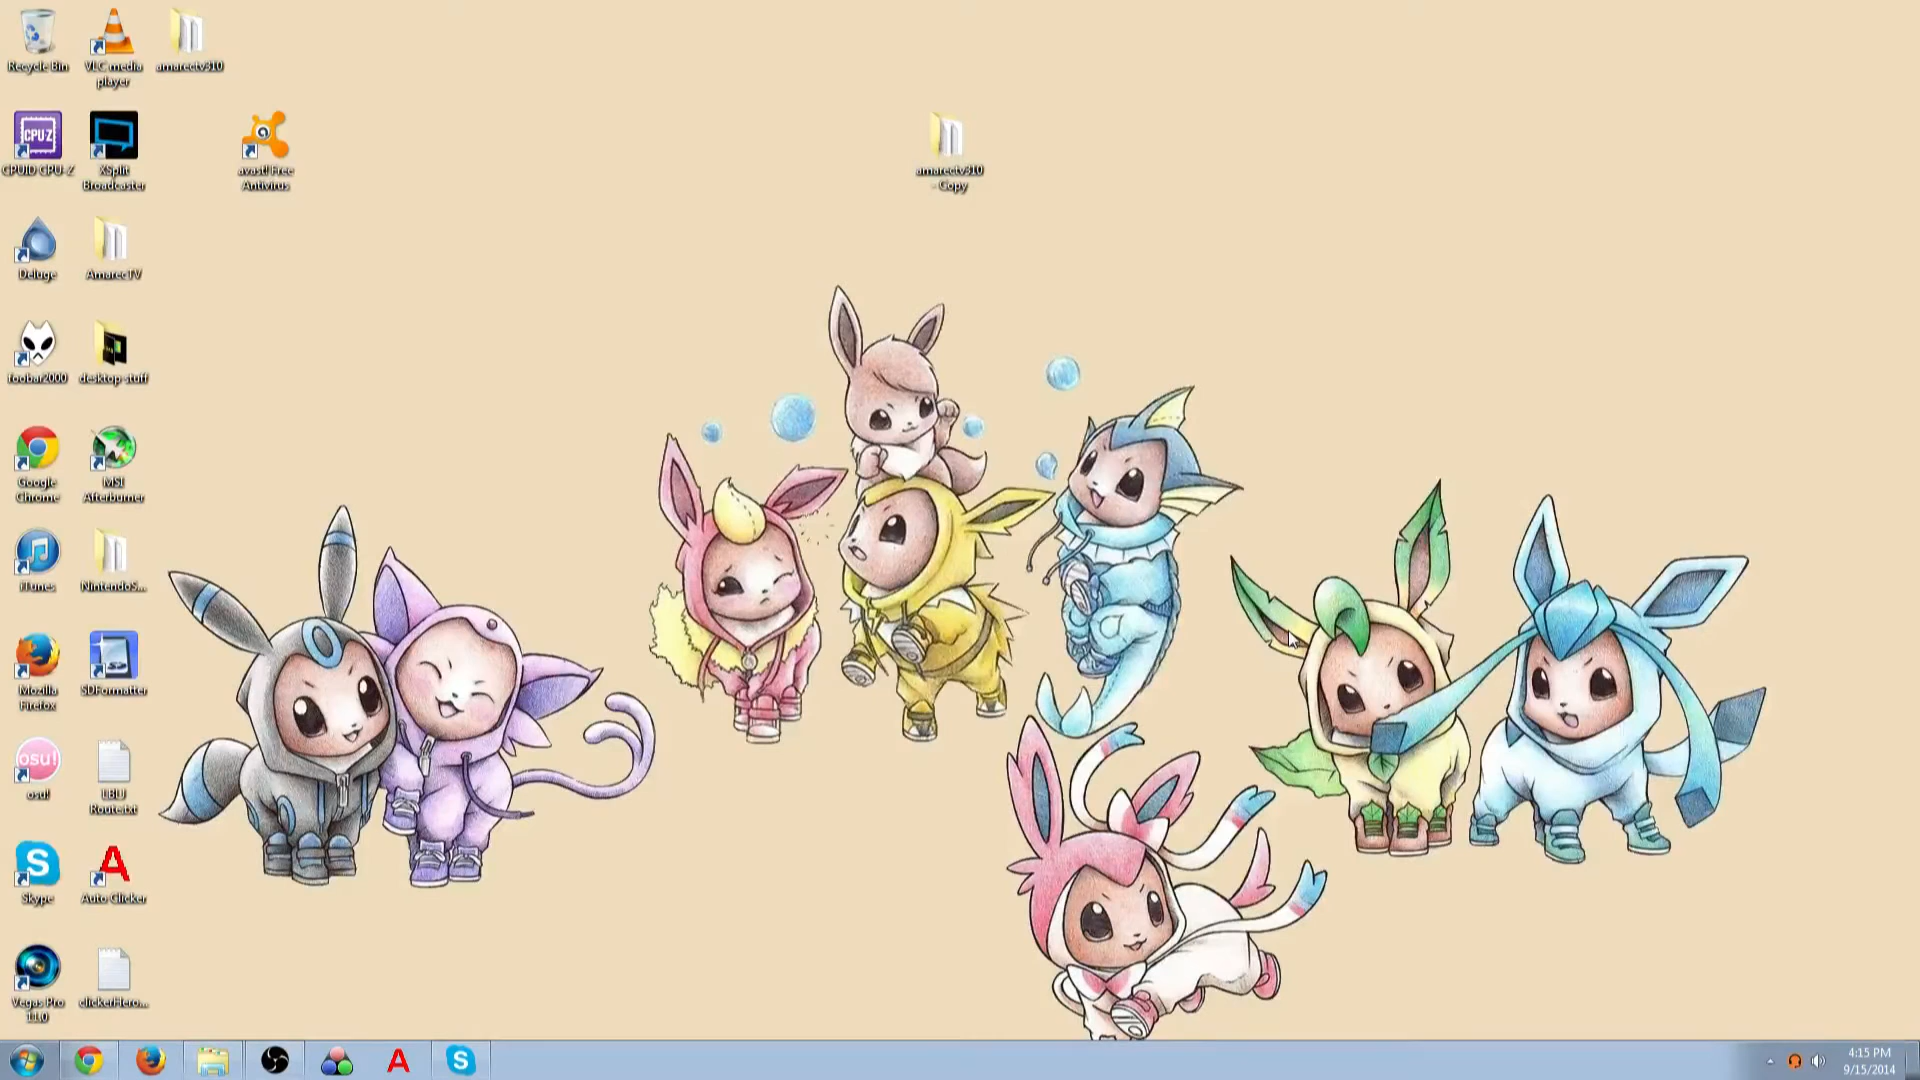 Recycle Bin
VLC media
player
amarectv310
CPU-Z
CPUID CPU-Z
XSplit
Broadcaster
avast! Free
Antivirus
amarectv310
- Copy
Deluge
AmarecTV
foobar2000
desktop stuff
Google
Chrome
MSI
Afterburner
iTunes
NintendoS...
Mozilla
Firefox
SDFormatter
osu!
osu!
LBU
Route.txt
S
Skype
A
Auto Clicker
Vegas Pro
11.0
clickerHero...
A
S
4:15 PM
9/15/2014